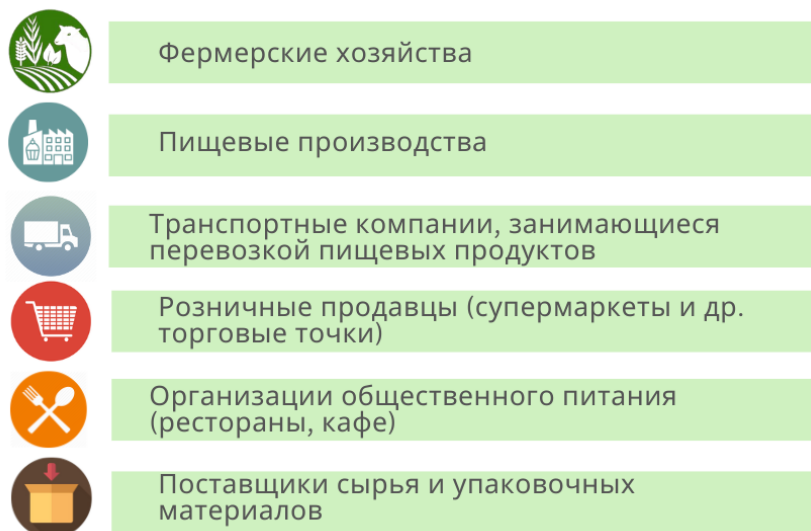 Фермерские хозяйства
Пищевые производства
Транспортные компании, занимающиеся
перевозкой пищевых продуктов
Розничные продавцы (супермаркеты и др.
торговые точки)
Организации общественного питания
(рестораны, кафе)
Поставщики сырья и упаковочных
материалов